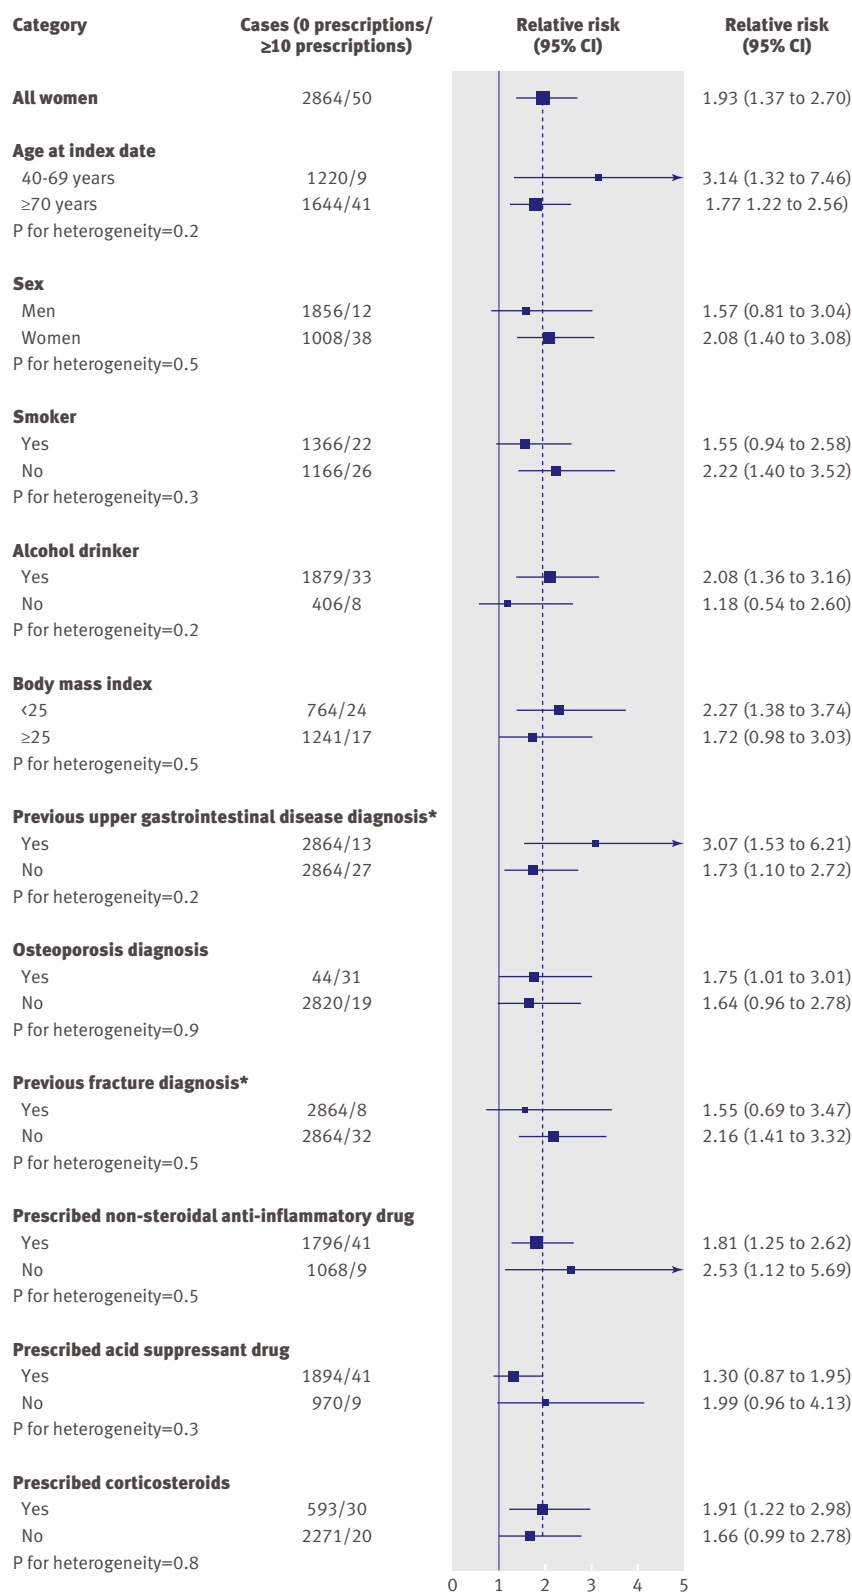 Category Cases (0 prescriptions/ ≥10 prescriptions) Relative risk (95% CI) Relative risk (95% CI)
All women 2864/50 1.93 (1.37 to 2.70)
Age at index date
40-69 years 1220/9 3.14 (1.32 to 7.46)
≥70 years 1644/41 1.77 1.22 to 2.56)
P for heterogeneity=0.2
Sex
Men 1856/12 1.57 (0.81 to 3.04)
Women 1008/38 2.08 (1.40 to 3.08)
P for heterogeneity=0.5
Smoker
Yes 1366/22 1.55 (0.94 to 2.58)
No 1166/26 2.22 (1.40 to 3.52)
P for heterogeneity=0.3
Alcohol drinker
Yes 1879/33 2.08 (1.36 to 3.16)
No 406/8 1.18 (0.54 to 2.60)
P for heterogeneity=0.2
Body mass index
<25 764/24 2.27 (1.38 to 3.74)
≥25 1241/17 1.72 (0.98 to 3.03)
P for heterogeneity=0.5
Previous upper gastrointestinal disease diagnosis*
Yes 2864/13 3.07 (1.53 to 6.21)
No 2864/27 1.73 (1.10 to 2.72)
P for heterogeneity=0.2
Osteoporosis diagnosis
Yes 44/31 1.75 (1.01 to 3.01)
No 2820/19 1.64 (0.96 to 2.78)
P for heterogeneity=0.9
Previous fracture diagnosis*
Yes 2864/8 1.55 (0.69 to 3.47)
No 2864/32 2.16 (1.41 to 3.32)
P for heterogeneity=0.5
Prescribed non-steroidal anti-inflammatory drug
Yes 1796/41 1.81 (1.25 to 2.62)
No 1068/9 2.53 (1.12 to 5.69)
P for heterogeneity=0.5
Prescribed acid suppressant drug
Yes 1894/41 1.30 (0.87 to 1.95)
No 970/9 1.99 (0.96 to 4.13)
P for heterogeneity=0.3
Prescribed corticosteroids
Yes 593/30 1.91 (1.22 to 2.98)
No 2271/20 1.66 (0.99 to 2.78)
P for heterogeneity=0.8
0 1 2 3 4 5